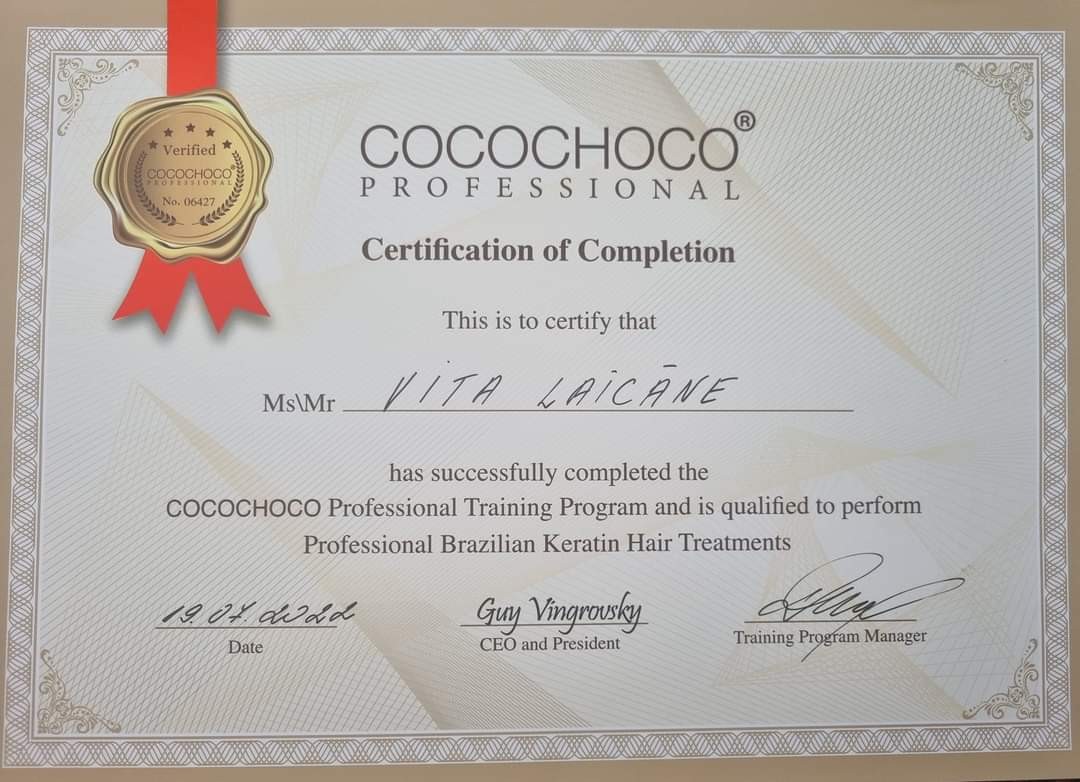 Verified
COCOCHOCO®
PROFESSIONAL
No. 06427
COCOCHOCO®
PROFESSIONAL
Certification of Completion
This is to certify that
Ms\Mr VITA LAICĀNE
has successfully completed the
COCOCHOCO Professional Training Program and is qualified to perform
Professional Brazilian Keratin Hair Treatments
19.07.2022
Date
Guy Vingrovsky
CEO and President
Training Program Manager